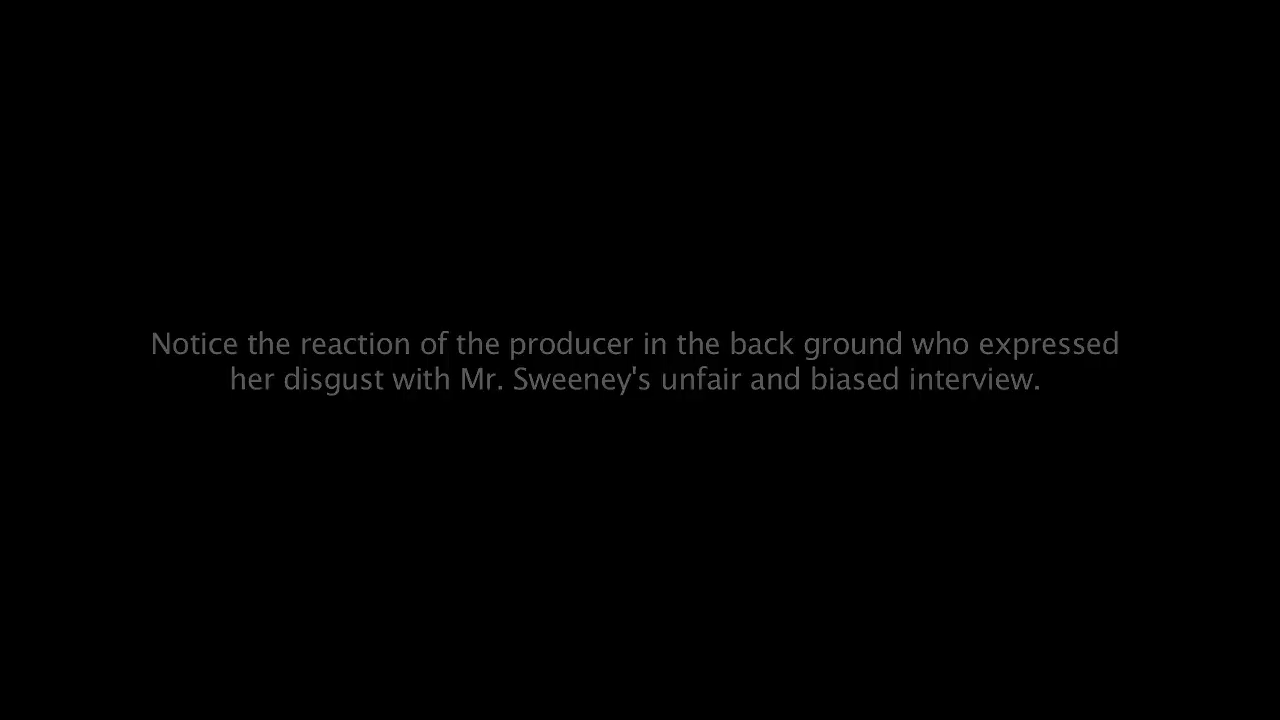 Notice the reaction of the producer in the back ground who expressed
her disgust with Mr. Sweeney's unfair and biased interview.